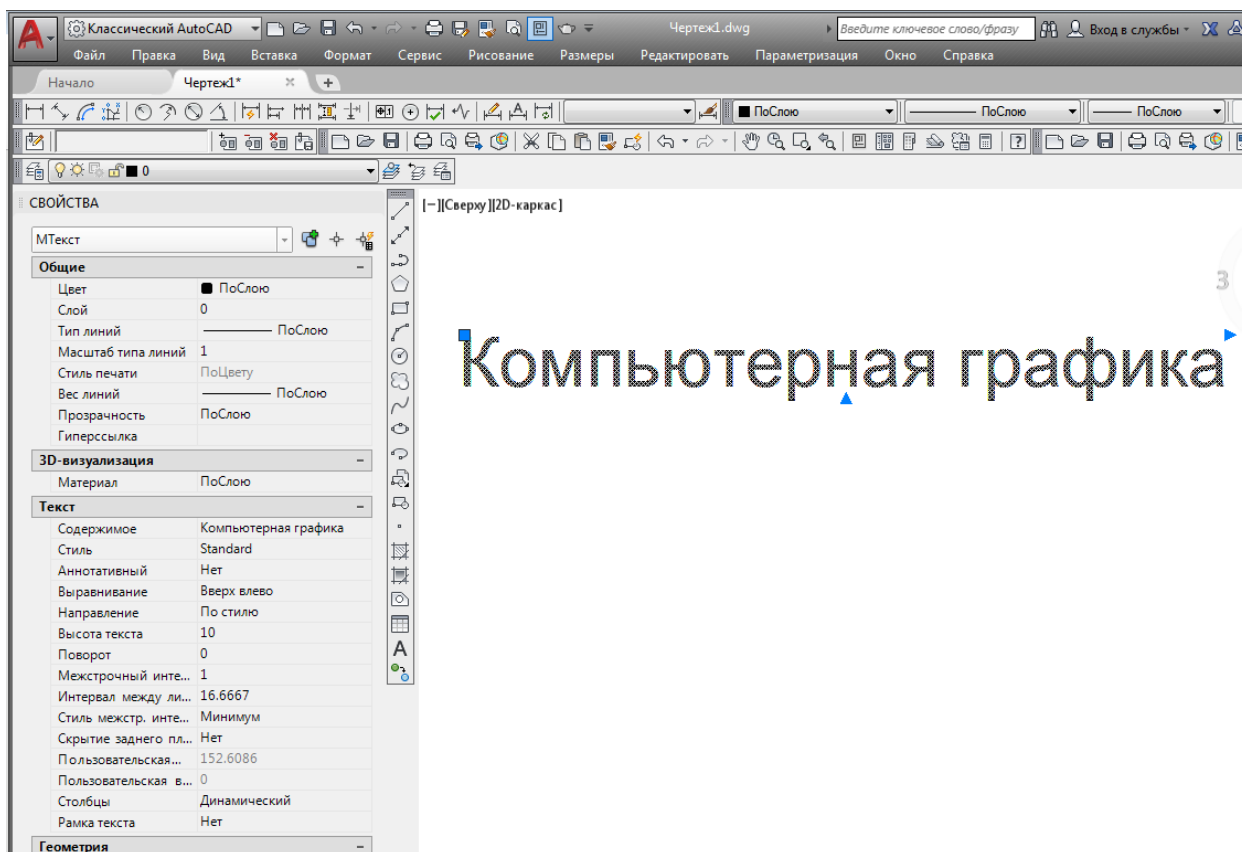 Классический AutoCAD Чертеж1.dwg Введите ключевое слово/фразу Вход в службы
Файл Правка Вид Вставка Формат Сервис Рисование Размеры Редактировать Параметризация Окно Справка
Начало Чертеж1*
ПоСлою ПоСлою ПоСлою
0
СВОЙСТВА
[−][Сверху][2D-каркас]
МТекст
Общие
Цвет ПоСлою
Слой 0
З
Тип линий ПоСлою
Масштаб типа линий 1
Стиль печати ПоЦвету
Вес линий ПоСлою
Прозрачность ПоСлою
Гиперссылка
Компьютерная графика
3D-визуализация
Материал ПоСлою
Текст
Содержимое Компьютерная графика
Стиль Standard
Аннотативный Нет
Выравнивание Вверх влево
Направление По стилю
Высота текста 10
Поворот 0
Межстрочный инте... 1
Интервал между ли... 16.6667
Стиль межстр. инте... Минимум
Скрытие заднего пл... Нет
Пользовательская... 152.6086
Пользовательская в... 0
Столбцы Динамический
Рамка текста Нет
Геометрия